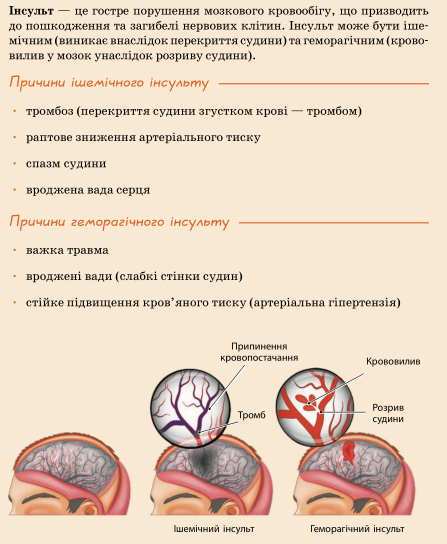 Інсульт — це гостре порушення мозкового кровообігу, що призводить
до пошкодження та загибелі нервових клітин. Інсульт може бути іше-
мічним (виникає внаслідок перекриття судини) та геморагічним (крово-
вилив у мозок унаслідок розриву судини).
Причини ішемічного інсульту
• тромбоз (перекриття судини згустком крові — тромбом)
• раптове зниження артеріального тиску
• спазм судини
• вроджена вада серця
Причини геморагічного інсульту
• важка травма
• вроджені вади (слабкі стінки судин)
• стійке підвищення кров’яного тиску (артеріальна гіпертензія)
Припинення
кровопостачання
Тромб
Крововилив
Розрив
судини
Ішемічний інсульт
Геморагічний інсульт